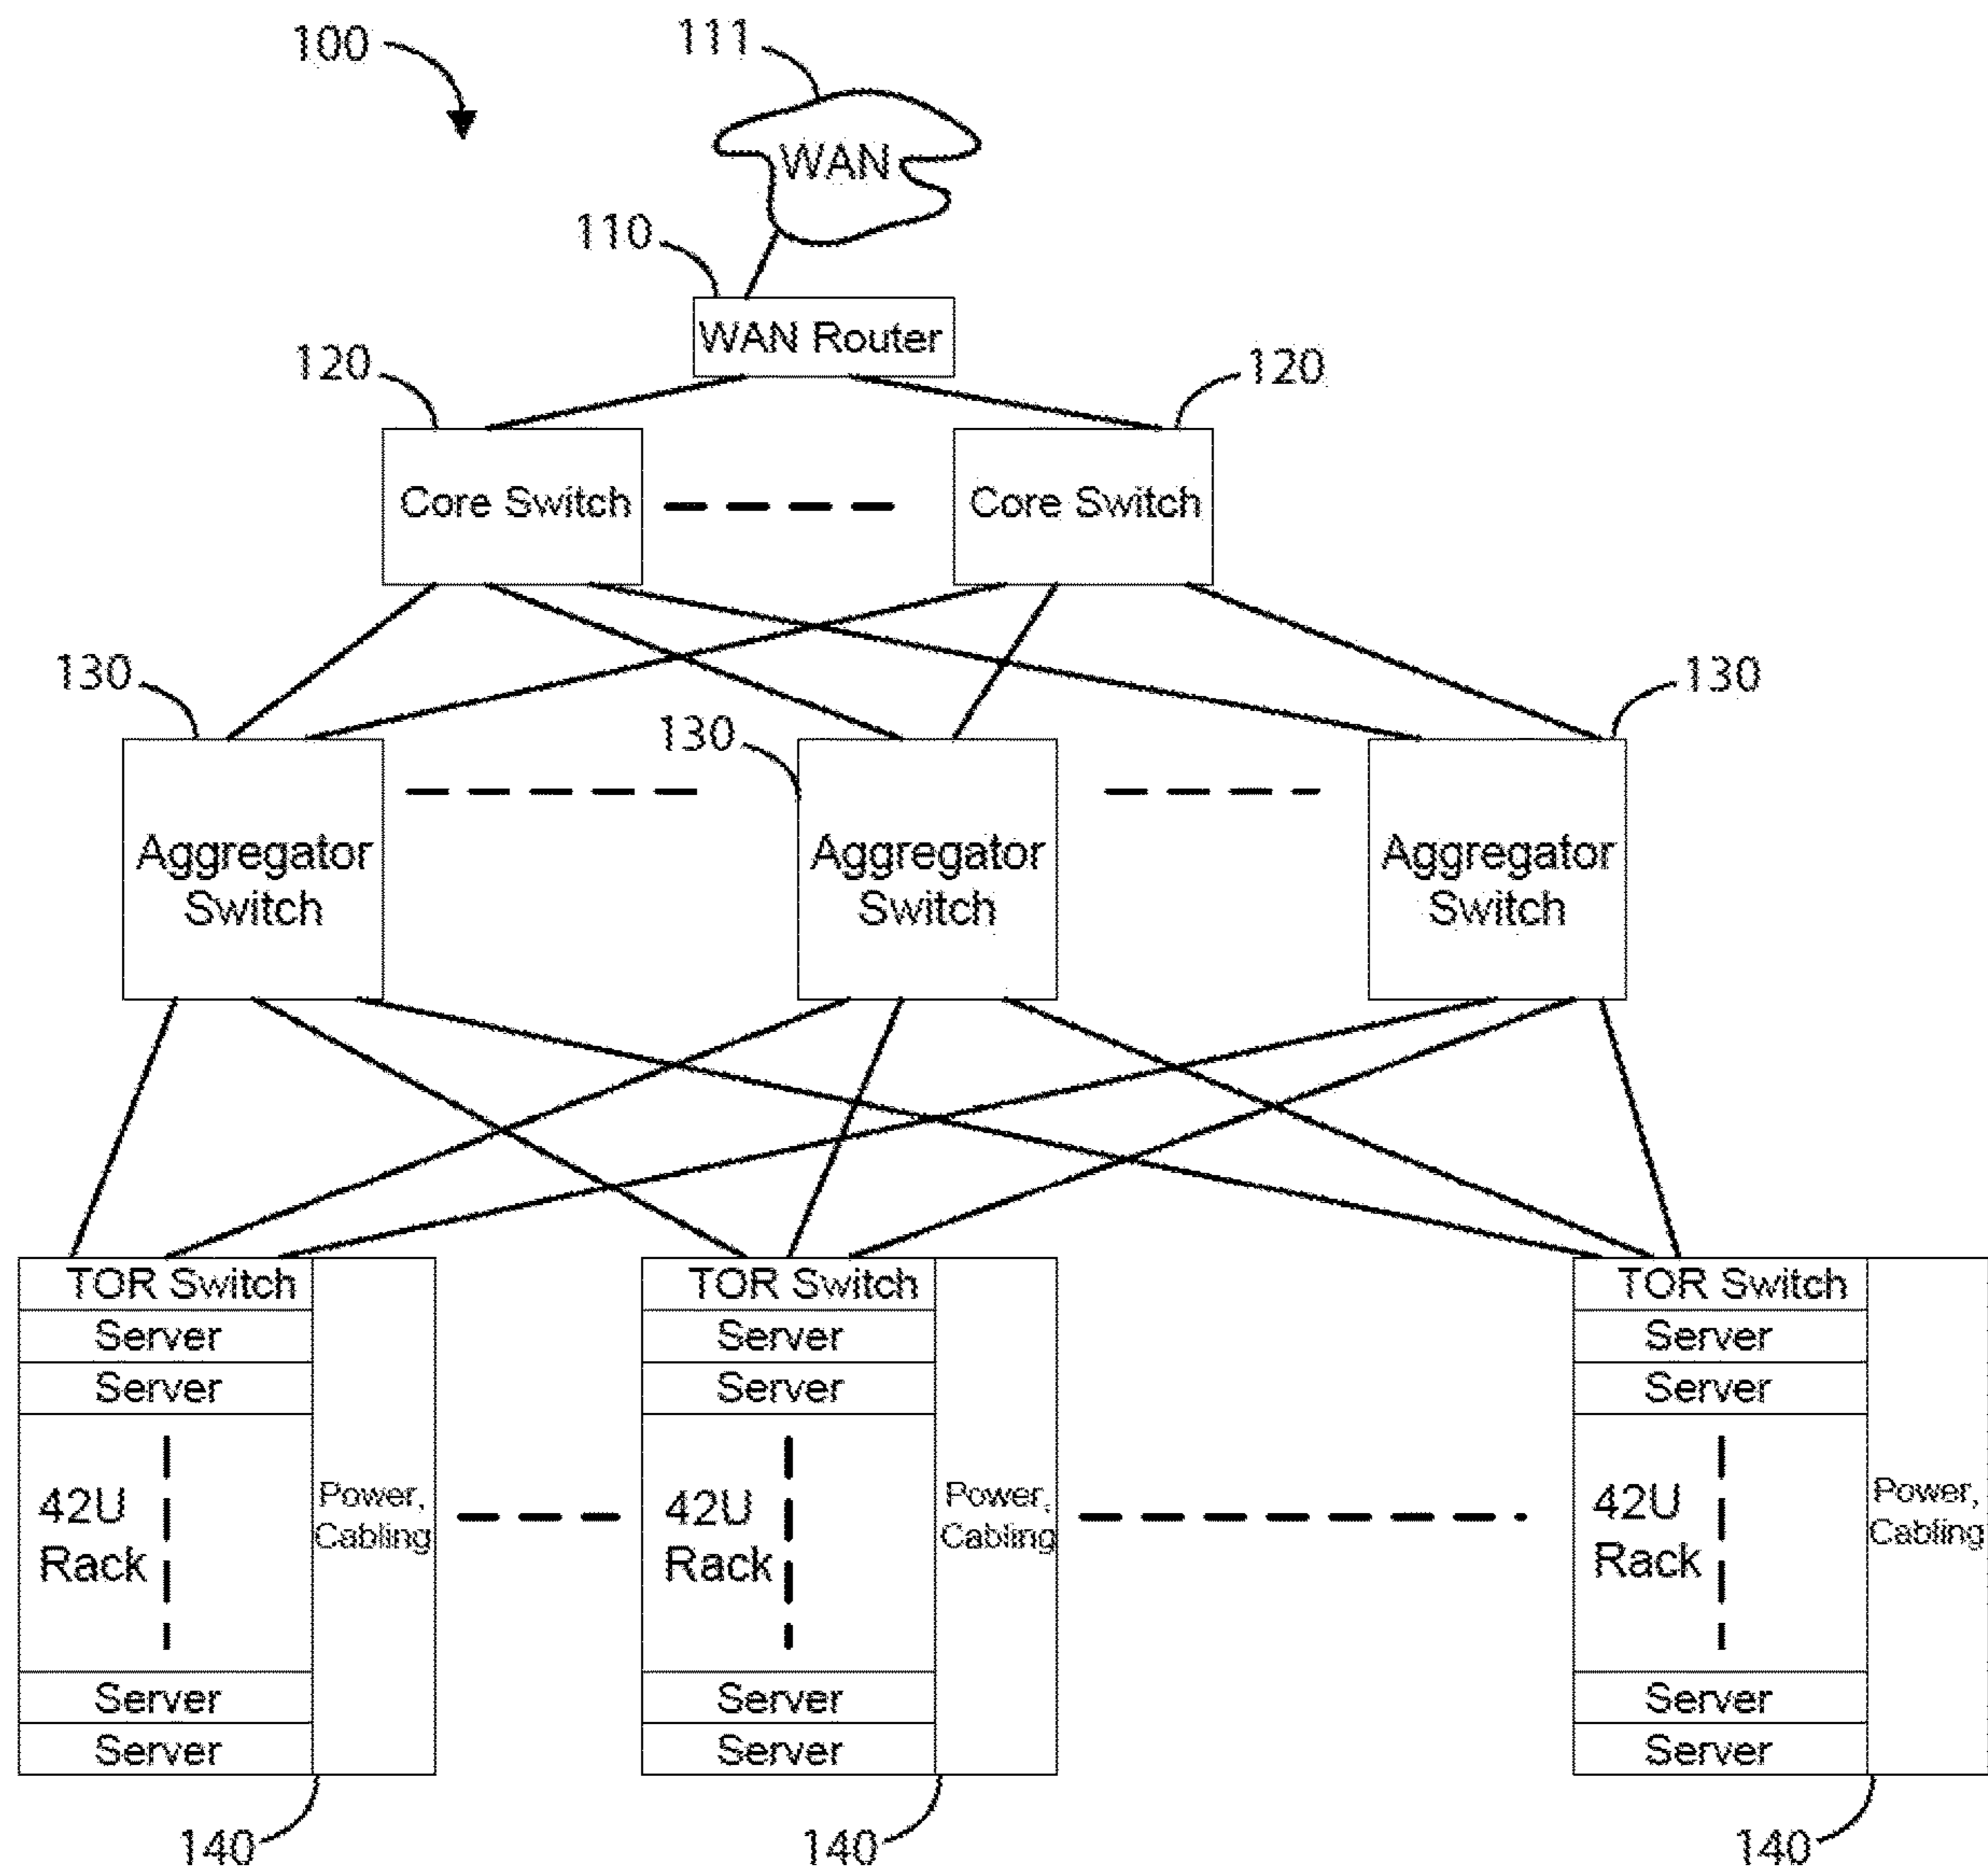 100
111
WAN
110
WAN Router
120
120
Core Switch
Core Switch
130
130
130
Aggregator
Switch
Aggregator
Switch
Aggregator
Switch
TOR Switch
Server
Server
42U
Rack
Power,
Cabling
Server
Server
TOR Switch
Server
Server
42U
Rack
Power,
Cabling
Server
Server
TOR Switch
Server
Server
42U
Rack
Power,
Cabling
Server
Server
140
140
140